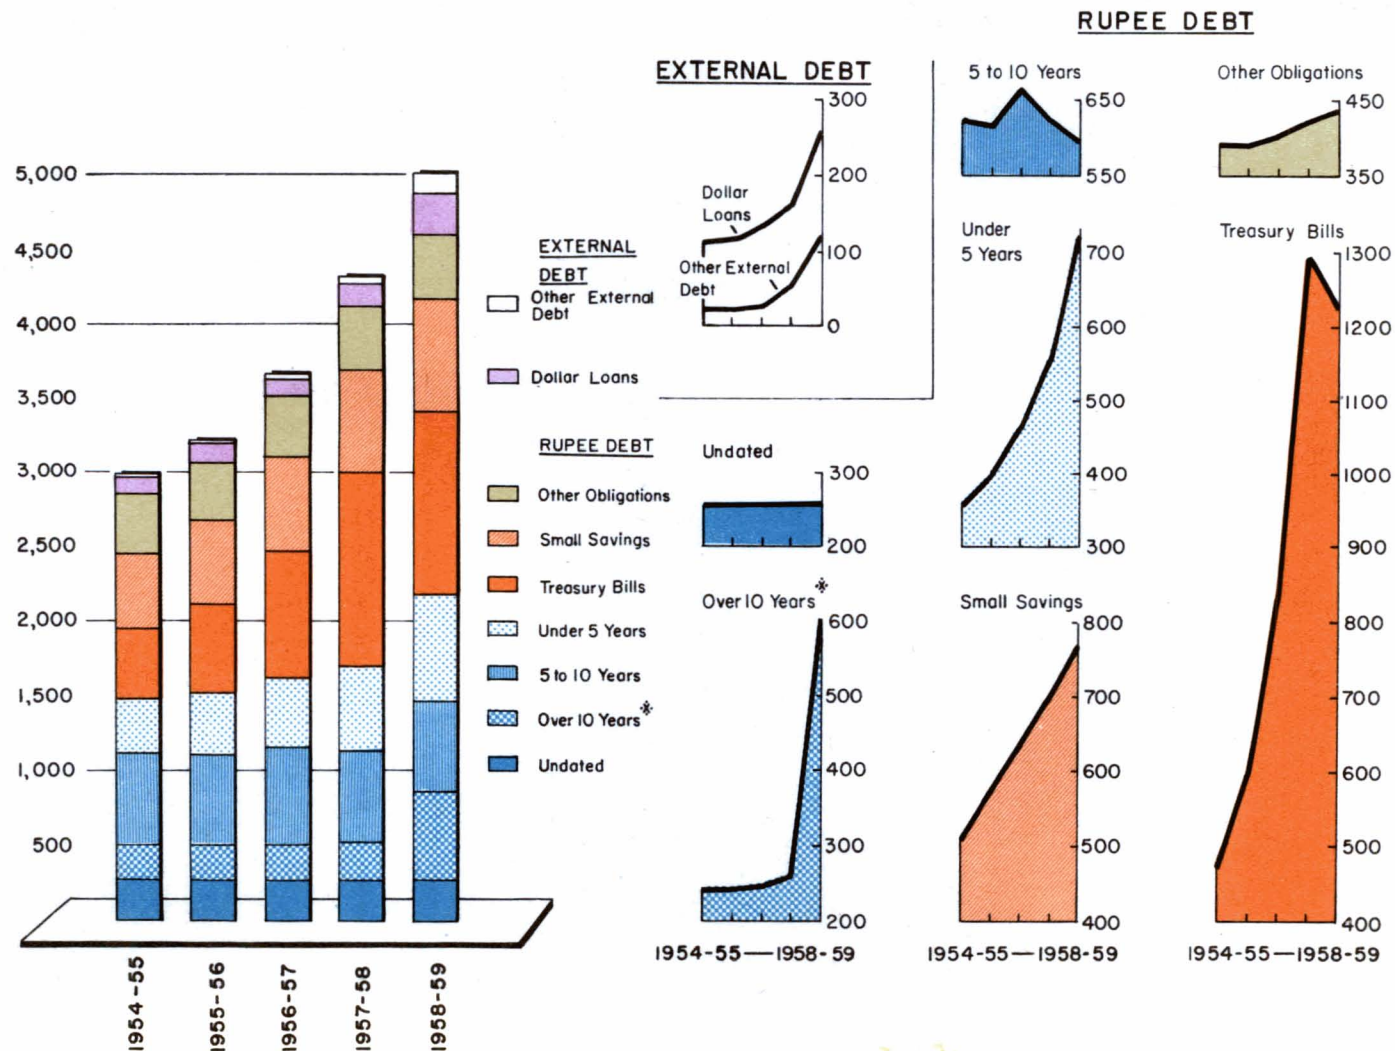 5,000
4,500
4,000
3,500
3,000
2,500
2,000
1,500
1,000
500
1954-55
1955-56
1956-57
1957-58
1958-59
EXTERNAL
DEBT
Other External
Debt
Dollar Loans
RUPEE DEBT
Other Obligations
Small Savings
Treasury Bills
Under 5 Years
5 to 10 Years
Over 10 Years※
Undated
EXTERNAL DEBT
300
200
100
0
Dollar
Loans
Other External
Debt
Undated
300
200
Over 10 Years※
600
500
400
300
200
1954-55—1958-59
RUPEE DEBT
5 to 10 Years
650
550
Under
5 Years
700
600
500
400
300
Small Savings
800
700
600
500
400
1954-55—1958-59
Other Obligations
450
350
Treasury Bills
1300
1200
1100
1000
900
800
700
600
500
400
1954-55—1958-59